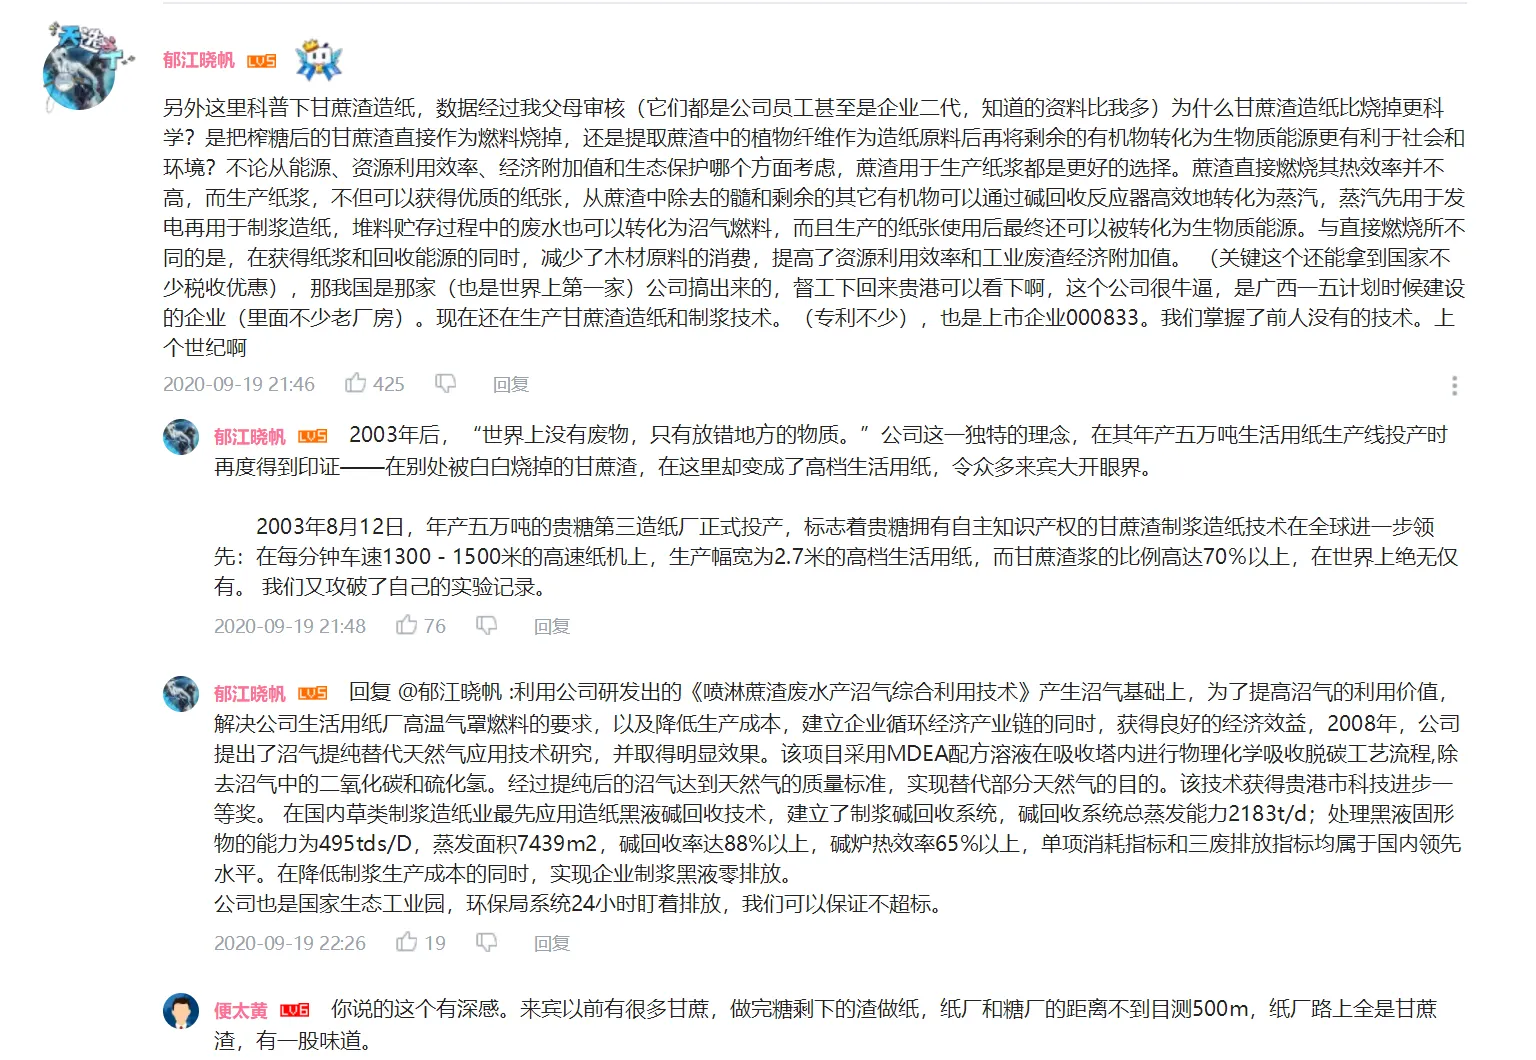 天选
郁江晓帆 LV5
另外这里科普下甘蔗渣造纸，数据经过我父母审核（它们都是公司员工甚至是企业二代，知道的资料比我多）为什么甘蔗渣造纸比烧掉更科
学？是把榨糖后的甘蔗渣直接作为燃料烧掉，还是提取蔗渣中的植物纤维作为造纸原料后再将剩余的有机物转化为生物质能源更有利于社会和
环境？不论从能源、资源利用效率、经济附加值和生态保护哪个方面考虑，蔗渣用于生产纸浆都是更好的选择。蔗渣直接燃烧其热效率并不
高，而生产纸浆，不但可以获得优质的纸张，从蔗渣中除去的髓和剩余的其它有机物可以通过碱回收反应器高效地转化为蒸汽，蒸汽先用于发
电再用于制浆造纸，堆料贮存过程中的废水也可以转化为沼气燃料，而且生产的纸张使用后最终还可以被转化为生物质能源。与直接燃烧所不
同的是，在获得纸浆和回收能源的同时，减少了木材原料的消费，提高了资源利用效率和工业废渣经济附加值。（关键这个还能拿到国家不
少税收优惠），那我国是那家（也是世界上第一家）公司搞出来的，督工下回来贵港可以看下啊，这个公司很牛逼，是广西一五计划时候建设
的企业（里面不少老厂房）。现在还在生产甘蔗渣造纸和制浆技术。（专利不少），也是上市企业000833。我们掌握了前人没有的技术。上
个世纪啊
2020-09-19 21:46 425 回复
郁江晓帆 LV5 2003年后，“世界上没有废物，只有放错地方的物质。”公司这一独特的理念，在其年产五万吨生活用纸生产线投产时
再度得到印证——在别处被白白烧掉的甘蔗渣，在这里却变成了高档生活用纸，令众多来宾大开眼界。
2003年8月12日，年产五万吨的贵糖第三造纸厂正式投产，标志着贵糖拥有自主知识产权的甘蔗渣制浆造纸技术在全球进一步领
先：在每分钟车速1300－1500米的高速纸机上，生产幅宽为2.7米的高档生活用纸，而甘蔗渣浆的比例高达70%以上，在世界上绝无仅
有。 我们又攻破了自己的实验记录。
2020-09-19 21:48 76 回复
郁江晓帆 LV5 回复 @郁江晓帆 :利用公司研发出的《喷淋蔗渣废水产沼气综合利用技术》产生沼气基础上，为了提高沼气的利用价值，
解决公司生活用纸厂高温气罩燃料的要求，以及降低生产成本，建立企业循环经济产业链的同时，获得良好的经济效益，2008年，公司
提出了沼气提纯替代天然气应用技术研究，并取得明显效果。该项目采用MDEA配方溶液在吸收塔内进行物理化学吸收脱碳工艺流程,除
去沼气中的二氧化碳和硫化氢。经过提纯后的沼气达到天然气的质量标准，实现替代部分天然气的目的。该技术获得贵港市科技进步一
等奖。 在国内草类制浆造纸业最先应用造纸黑液碱回收技术，建立了制浆碱回收系统，碱回收系统总蒸发能力2183t/d；处理黑液固形
物的能力为495tds/D，蒸发面积7439m2，碱回收率达88%以上，碱炉热效率65%以上，单项消耗指标和三废排放指标均属于国内领先
水平。在降低制浆生产成本的同时，实现企业制浆黑液零排放。
公司也是国家生态工业园，环保局系统24小时盯着排放，我们可以保证不超标。
2020-09-19 22:26 19 回复
便太黄 LV6 你说的这个有深感。来宾以前有很多甘蔗，做完糖剩下的渣做纸，纸厂和糖厂的距离不到目测500m，纸厂路上全是甘蔗
渣，有一股味道。